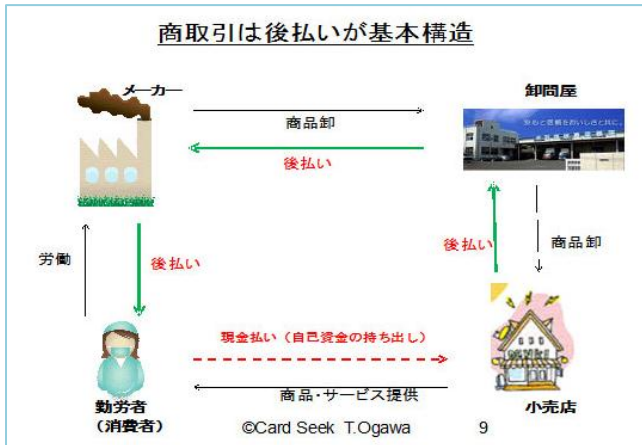 商取引は後払いが基本構造
メーカー
卸問屋
商品卸
後払い
労働
後払い
後払い
商品卸
現金払い（自己資金の持ち出し）
商品・サービス提供
勤労者
（消費者）
小売店
©Card Seek T.Ogawa
9